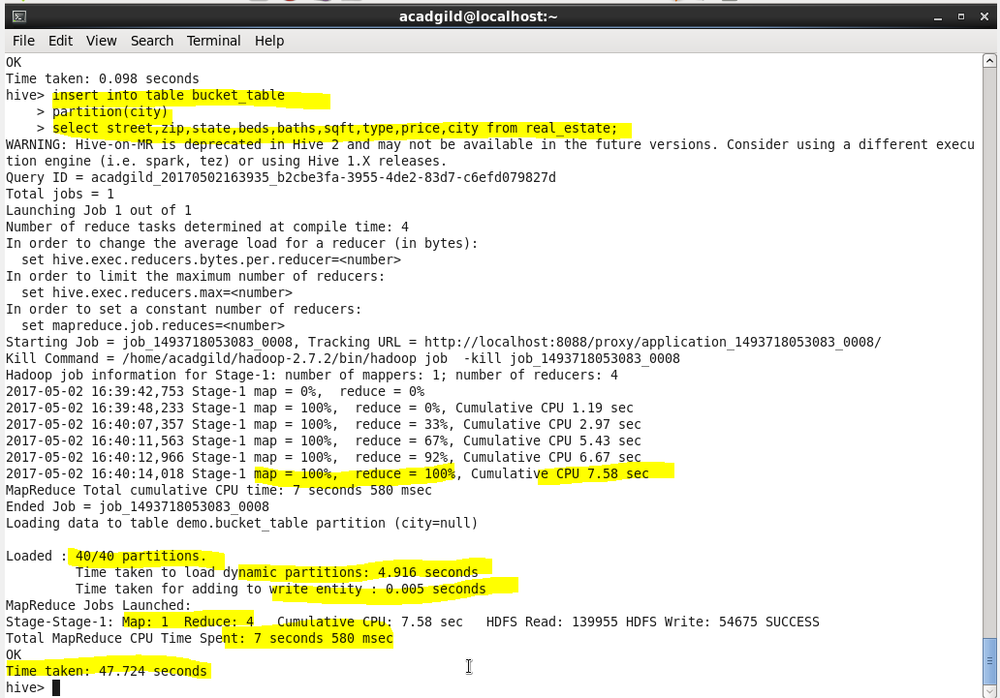 acadgild@localhost:~
File Edit View Search Terminal Help
OK
Time taken: 0.098 seconds
hive> insert into table bucket_table
    > partition(city)
    > select street,zip,state,beds,baths,sqft,type,price,city from real_estate;
WARNING: Hive-on-MR is deprecated in Hive 2 and may not be available in the future versions. Consider using a different execu
tion engine (i.e. spark, tez) or using Hive 1.X releases.
Query ID = acadgild_20170502163935_b2cbe3fa-3955-4de2-83d7-c6efd079827d
Total jobs = 1
Launching Job 1 out of 1
Number of reduce tasks determined at compile time: 4
In order to change the average load for a reducer (in bytes):
  set hive.exec.reducers.bytes.per.reducer=<number>
In order to limit the maximum number of reducers:
  set hive.exec.reducers.max=<number>
In order to set a constant number of reducers:
  set mapreduce.job.reduces=<number>
Starting Job = job_1493718053083_0008, Tracking URL = http://localhost:8088/proxy/application_1493718053083_0008/
Kill Command = /home/acadgild/hadoop-2.7.2/bin/hadoop job  -kill job_1493718053083_0008
Hadoop job information for Stage-1: number of mappers: 1; number of reducers: 4
2017-05-02 16:39:42,753 Stage-1 map = 0%,  reduce = 0%
2017-05-02 16:39:48,233 Stage-1 map = 100%,  reduce = 0%, Cumulative CPU 1.19 sec
2017-05-02 16:40:07,357 Stage-1 map = 100%,  reduce = 33%, Cumulative CPU 2.97 sec
2017-05-02 16:40:11,563 Stage-1 map = 100%,  reduce = 67%, Cumulative CPU 5.43 sec
2017-05-02 16:40:12,966 Stage-1 map = 100%,  reduce = 92%, Cumulative CPU 6.67 sec
2017-05-02 16:40:14,018 Stage-1 map = 100%,  reduce = 100%, Cumulative CPU 7.58 sec
MapReduce Total cumulative CPU time: 7 seconds 580 msec
Ended Job = job_1493718053083_0008
Loading data to table demo.bucket_table partition (city=null)
Loaded : 40/40 partitions.
         Time taken to load dynamic partitions: 4.916 seconds
         Time taken for adding to write entity : 0.005 seconds
MapReduce Jobs Launched:
Stage-Stage-1: Map: 1  Reduce: 4   Cumulative CPU: 7.58 sec   HDFS Read: 139955 HDFS Write: 54675 SUCCESS
Total MapReduce CPU Time Spent: 7 seconds 580 msec
OK
Time taken: 47.724 seconds
hive>